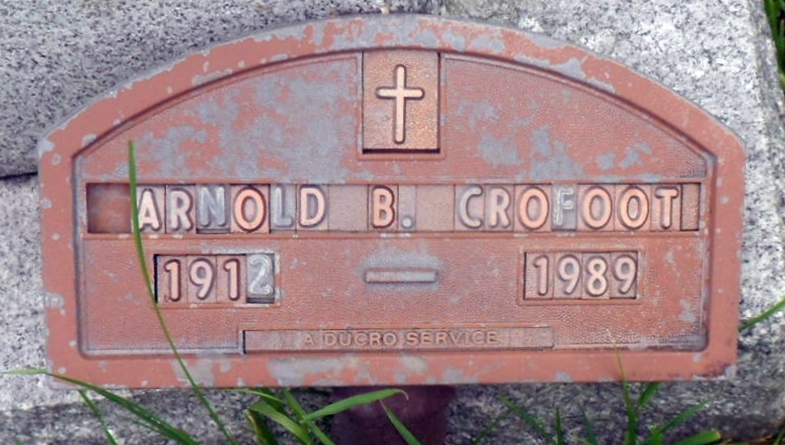 ARNOLD B. CROFOOT
1912 — 1989
A DUCRO SERVICE